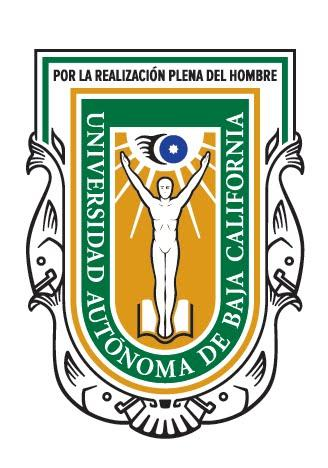 POR LA REALIZACIÓN PLENA DEL HOMBRE
UNIVERSIDAD AUTÓNOMA DE BAJA CALIFORNIA